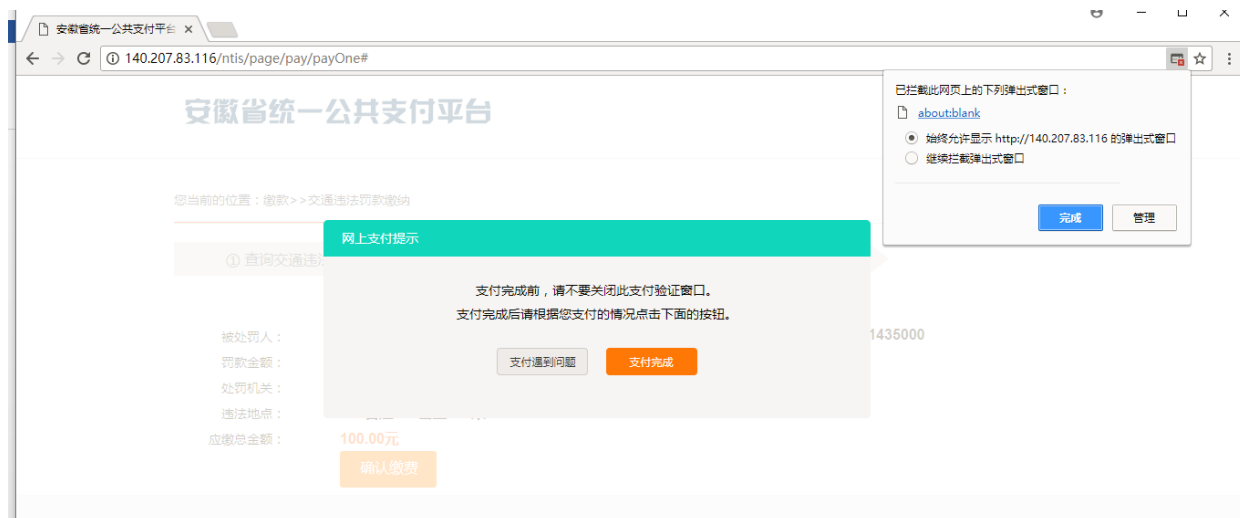 安徽省统一公共支付平台
140.207.83.116/ntis/page/pay/payOne#
已拦截此网页上的下列弹出式窗口：
about:blank
始终允许显示 http://140.207.83.116 的弹出式窗口
继续拦截弹出式窗口
完成
管理
安徽省统一公共支付平台
您当前的位置：缴款>>交通违法罚款缴纳
① 查询交通违法
网上支付提示
支付完成前，请不要关闭此支付验证窗口。
支付完成后请根据您支付的情况点击下面的按钮。
支付遇到问题
支付完成
被处罚人：
1435000
罚款金额：
处罚机关：
违法地点：
应缴总金额：
100.00元
确认缴费